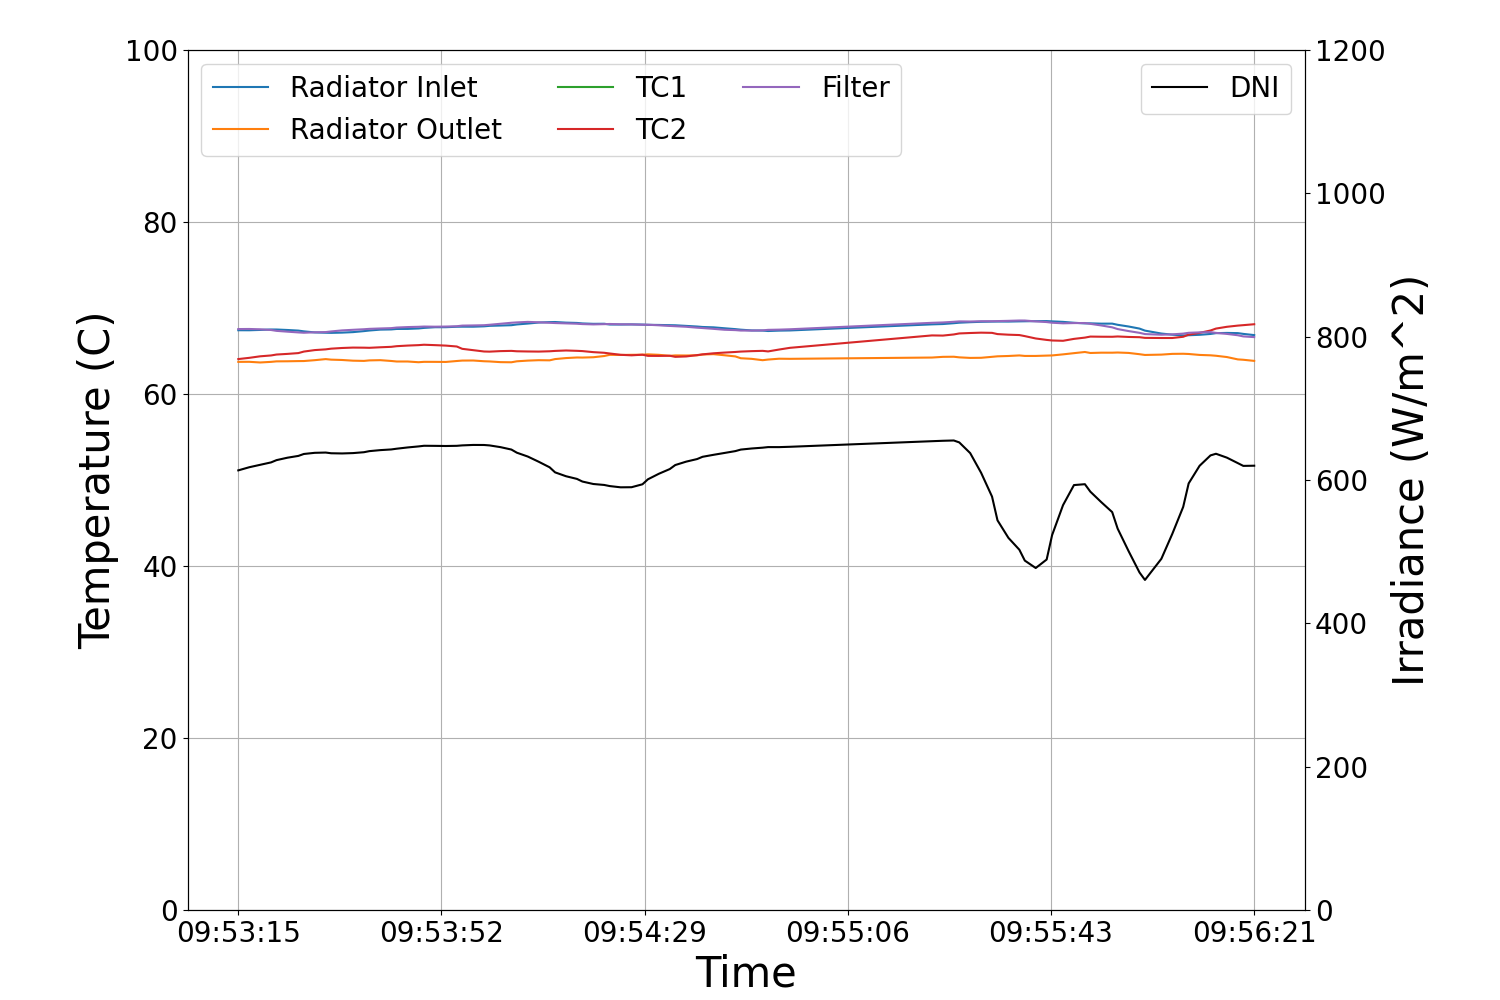 Radiator Inlet
Radiator Outlet
TC1
TC2
Filter
DNI
100
80
60
40
20
0
Temperature (C)
1200
1000
800
600
400
200
0
Irradiance (W/m^2)
09:53:15 09:53:52 09:54:29 09:55:06 09:55:43 09:56:21
Time